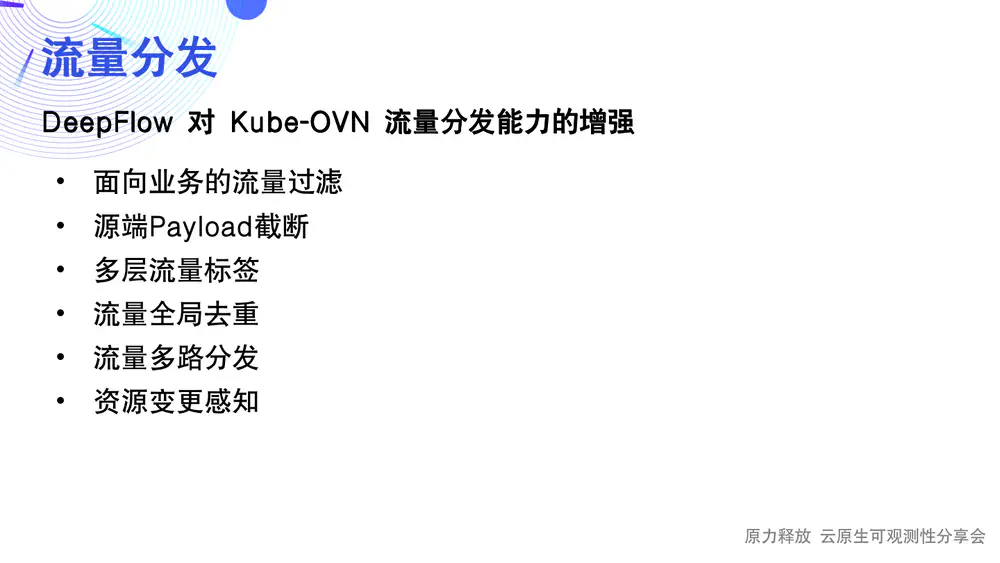 流量分发
DeepFlow 对 Kube-OVN 流量分发能力的增强
• 面向业务的流量过滤
• 源端Payload截断
• 多层流量标签
• 流量全局去重
• 流量多路分发
• 资源变更感知
原力释放 云原生可观测性分享会